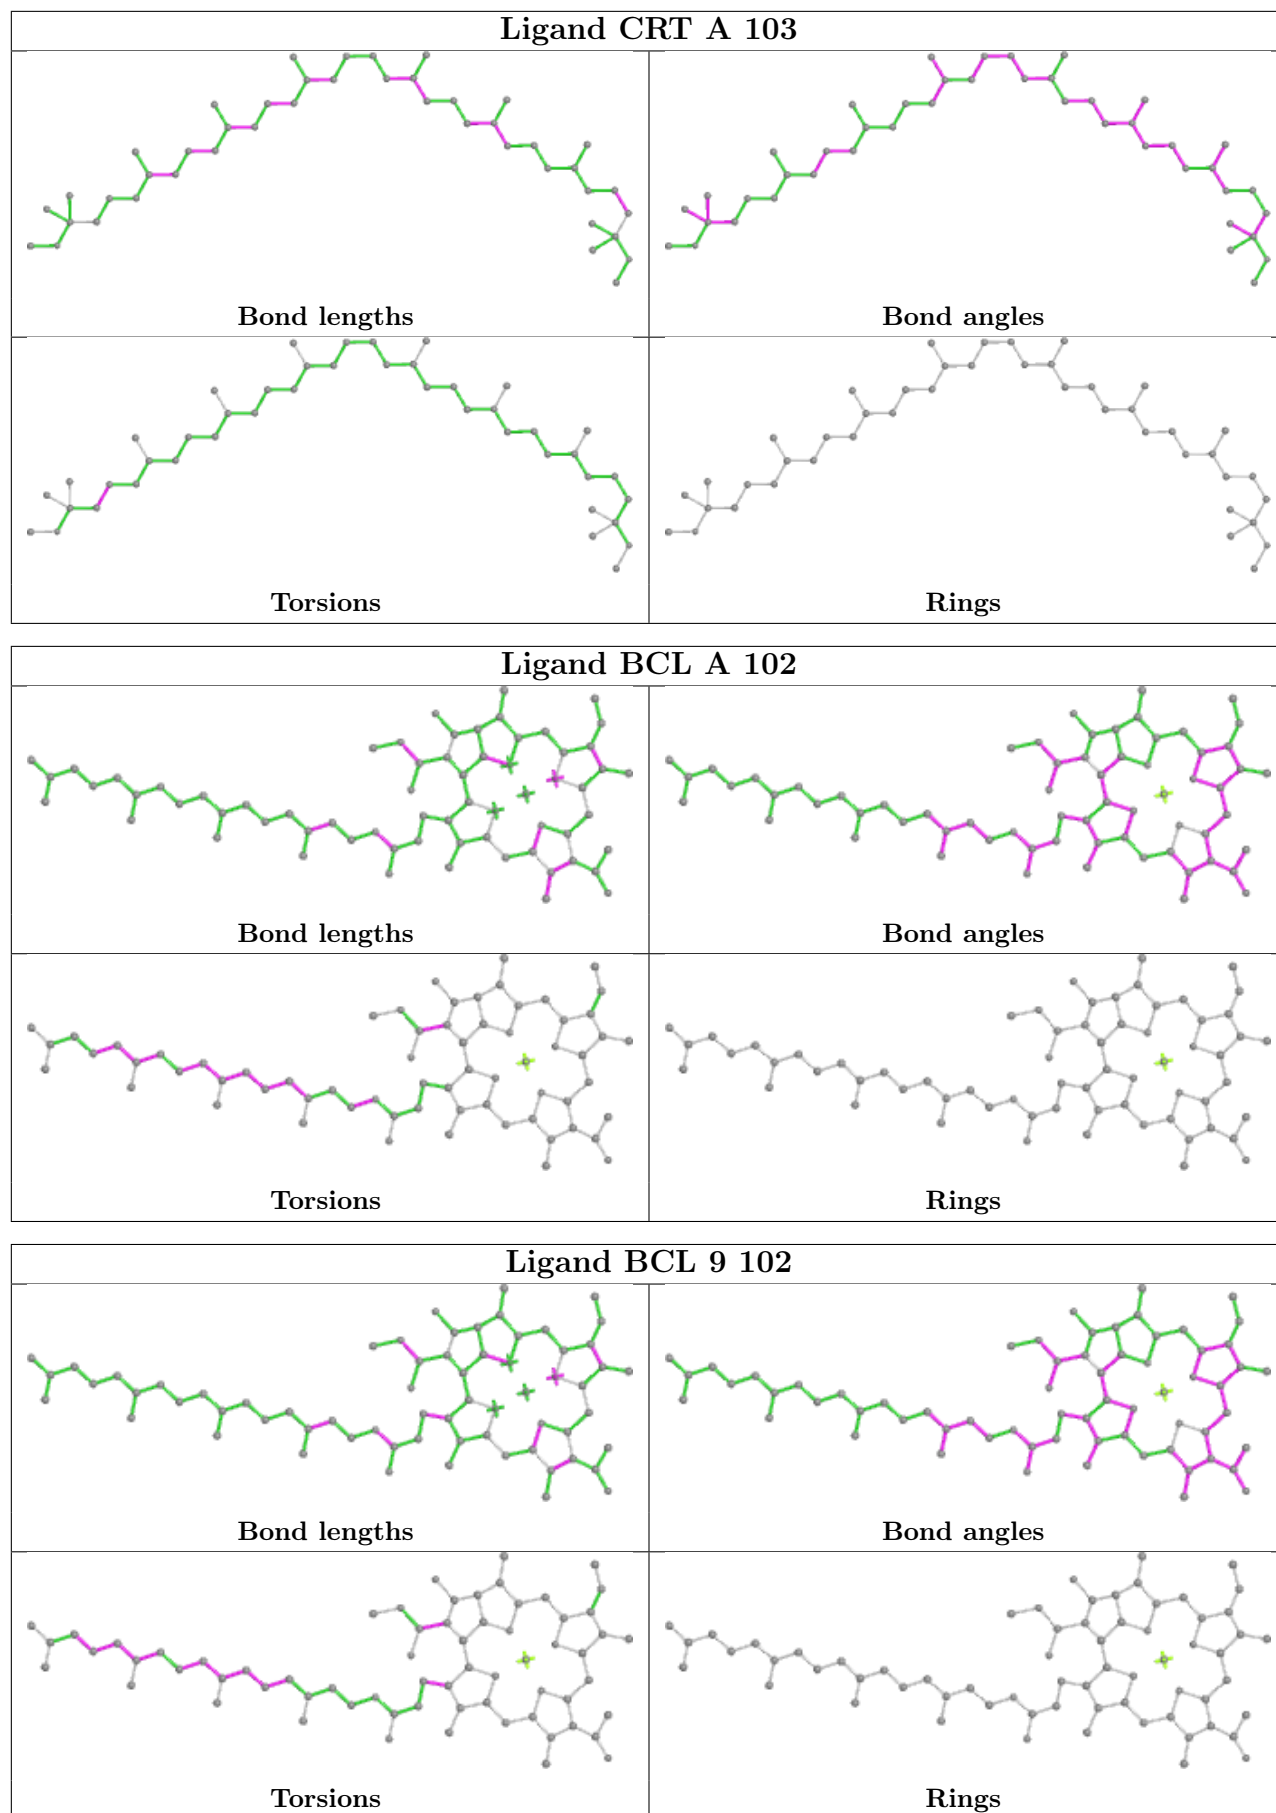 Ligand CRT A 103
Bond lengths
Bond angles
Torsions
Rings
Ligand BCL A 102
Bond lengths
Bond angles
Torsions
Rings
Ligand BCL 9 102
Bond lengths
Bond angles
Torsions
Rings